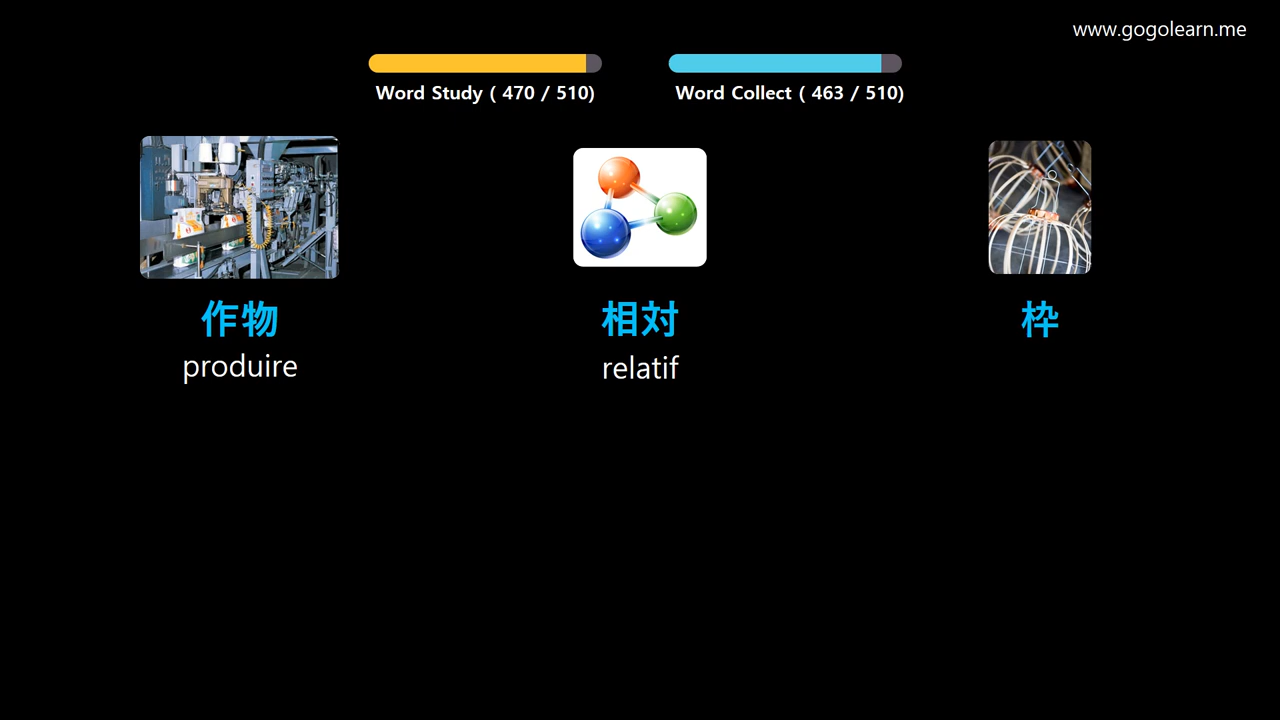 www.gogolearn.me
Word Study ( 470 / 510)
Word Collect ( 463 / 510)
作物
相対
枠
produire
relatif